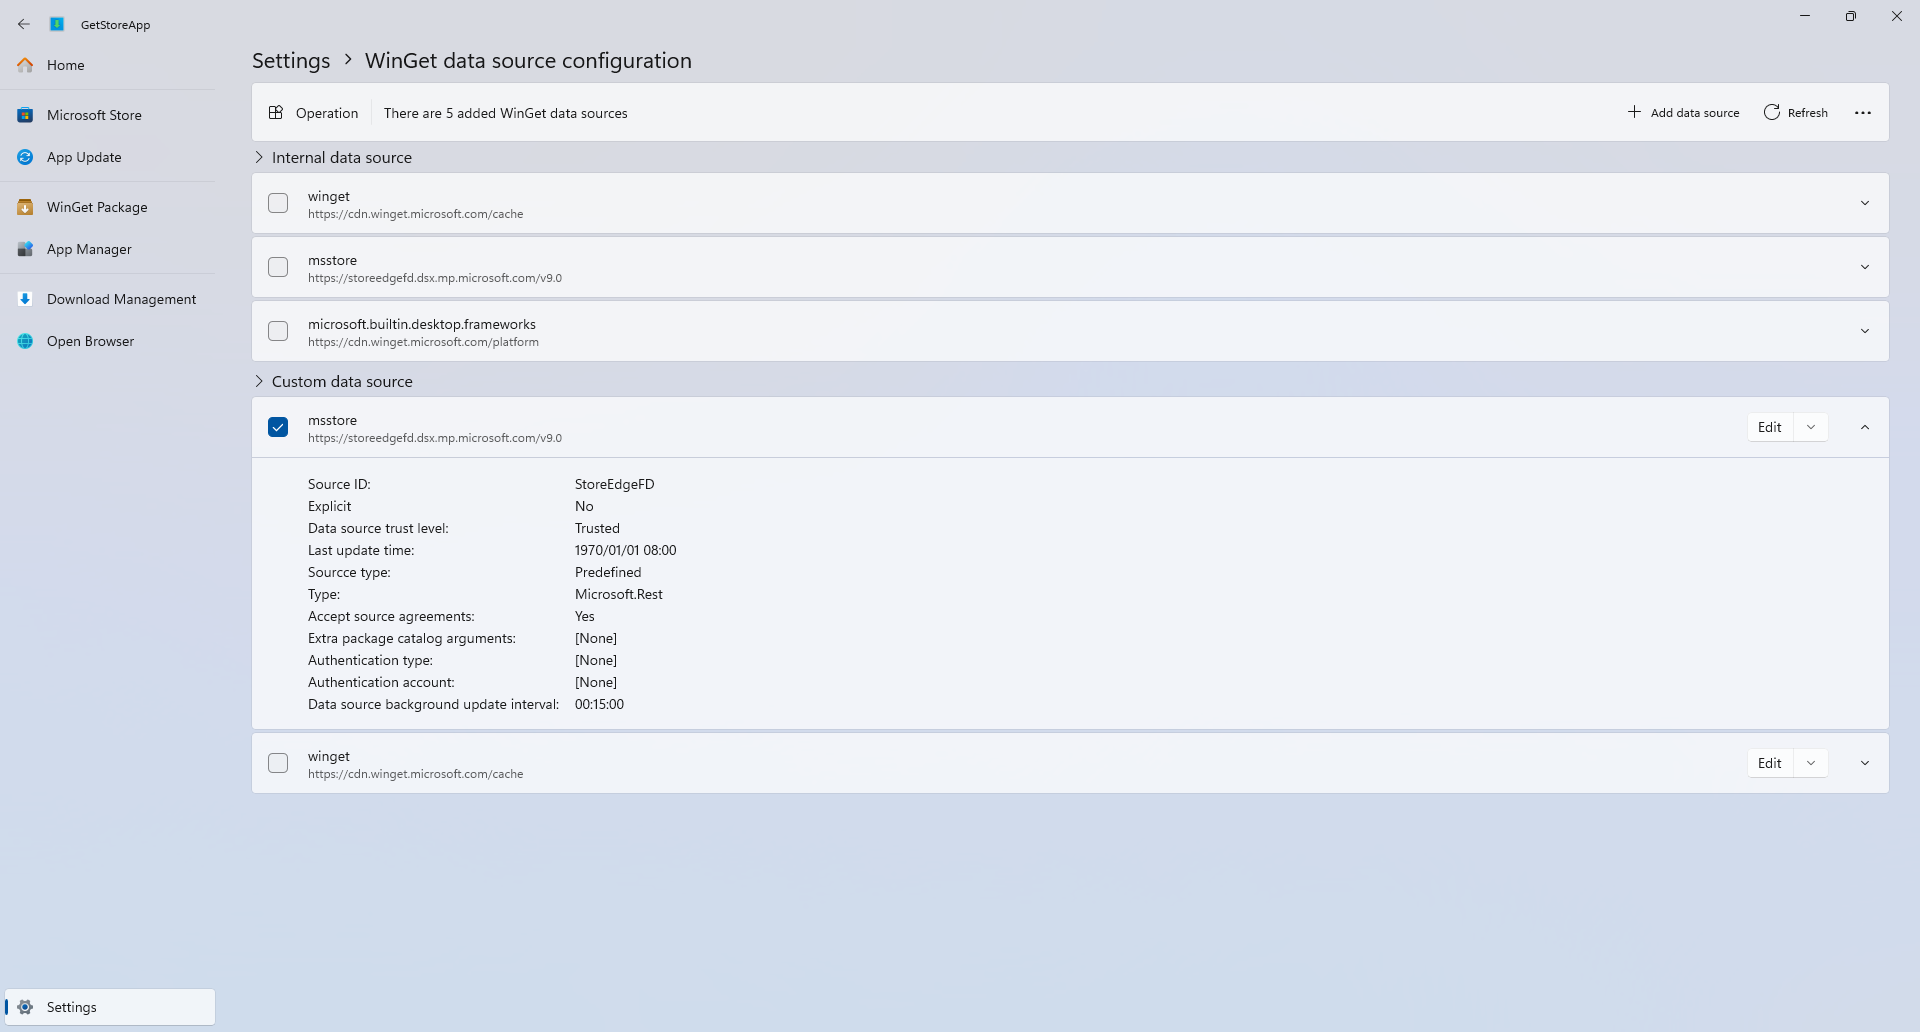 GetStoreApp
Home
Microsoft Store
App Update
WinGet Package
App Manager
Download Management
Open Browser
Settings
Settings > WinGet data source configuration
Operation There are 5 added WinGet data sources Add data source Refresh
Internal data source
winget
https://cdn.winget.microsoft.com/cache
msstore
https://storeedgefd.dsx.mp.microsoft.com/v9.0
microsoft.builtin.desktop.frameworks
https://cdn.winget.microsoft.com/platform
Custom data source
msstore
https://storeedgefd.dsx.mp.microsoft.com/v9.0
Edit
Source ID: StoreEdgeFD
Explicit No
Data source trust level: Trusted
Last update time: 1970/01/01 08:00
Sourcce type: Predefined
Type: Microsoft.Rest
Accept source agreements: Yes
Extra package catalog arguments: [None]
Authentication type: [None]
Authentication account: [None]
Data source background update interval: 00:15:00
winget
https://cdn.winget.microsoft.com/cache
Edit